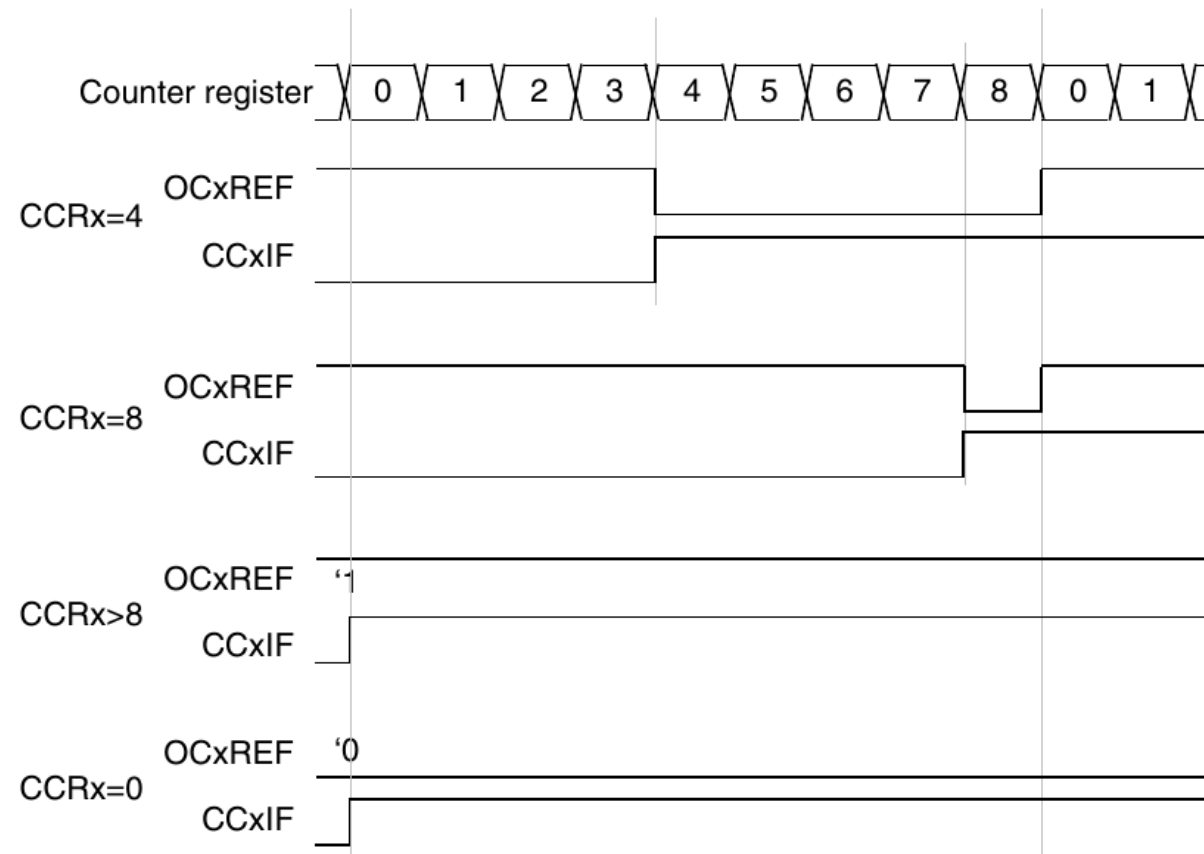 Counter register 0 1 2 3 4 5 6 7 8 0 1
OCxREF
CCRx=4
CCxIF
OCxREF
CCRx=8
CCxIF
OCxREF ‘1
CCRx>8
CCxIF
OCxREF ‘0
CCRx=0
CCxIF